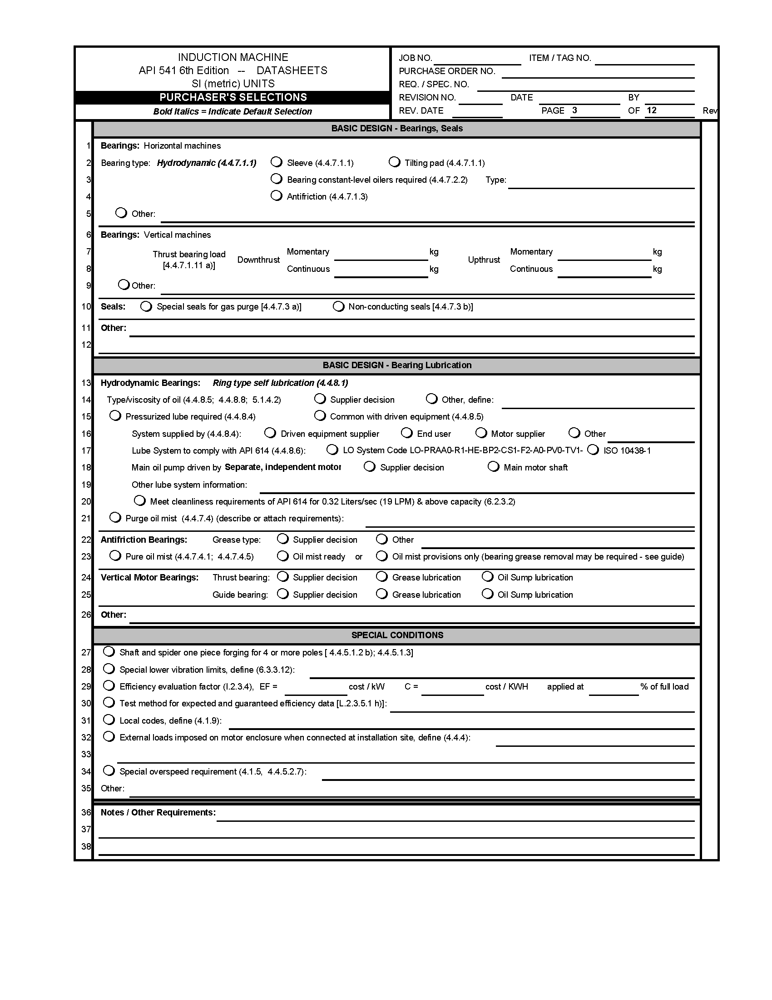 INDUCTION MACHINE
API 541 6th Edition -- DATASHEETS
SI (metric) UNITS
PURCHASER'S SELECTIONS
Bold Italics = Indicate Default Selection
JOB NO. ITEM / TAG NO.
PURCHASE ORDER NO.
REQ. / SPEC. NO.
REVISION NO. DATE BY
REV. DATE PAGE 3 OF 12 Rev
BASIC DESIGN - Bearings, Seals
1 Bearings: Horizontal machines
2 Bearing type: Hydrodynamic (4.4.7.1.1) Sleeve (4.4.7.1.1) Tilting pad (4.4.7.1.1)
3 Bearing constant-level oilers required (4.4.7.2.2) Type:
4 Antifriction (4.4.7.1.3)
5 Other:
6 Bearings: Vertical machines
7 Thrust bearing load Downthrust Momentary kg Upthrust Momentary kg
8 [4.4.7.1.11 a)] Continuous kg Continuous kg
9 Other:
10 Seals: Special seals for gas purge [4.4.7.3 a)] Non-conducting seals [4.4.7.3 b)]
11 Other:
12
BASIC DESIGN - Bearing Lubrication
13 Hydrodynamic Bearings: Ring type self lubrication (4.4.8.1)
14 Type/viscosity of oil (4.4.8.5; 4.4.8.8; 5.1.4.2) Supplier decision Other, define:
15 Pressurized lube required (4.4.8.4) Common with driven equipment (4.4.8.5)
16 System supplied by (4.4.8.4): Driven equipment supplier End user Motor supplier Other
17 Lube System to comply with API 614 (4.4.8.6): LO System Code LO-PRAA0-R1-HE-BP2-CS1-F2-A0-PV0-TV1- ISO 10438-1
18 Main oil pump driven by Separate, independent motor Supplier decision Main motor shaft
19 Other lube system information:
20 Meet cleanliness requirements of API 614 for 0.32 Liters/sec (19 LPM) & above capacity (6.2.3.2)
21 Purge oil mist (4.4.7.4) (describe or attach requirements):
22 Antifriction Bearings: Grease type: Supplier decision Other
23 Pure oil mist (4.4.7.4.1; 4.4.7.4.5) Oil mist ready or Oil mist provisions only (bearing grease removal may be required - see guide)
24 Vertical Motor Bearings: Thrust bearing: Supplier decision Grease lubrication Oil Sump lubrication
25 Guide bearing: Supplier decision Grease lubrication Oil Sump lubrication
26 Other:
SPECIAL CONDITIONS
27 Shaft and spider one piece forging for 4 or more poles [ 4.4.5.1.2 b); 4.4.5.1.3]
28 Special lower vibration limits, define (6.3.3.12):
29 Efficiency evaluation factor (I.2.3.4), EF = cost / kW C = cost / KWH applied at % of full load
30 Test method for expected and guaranteed efficiency data [L.2.3.5.1 h)]:
31 Local codes, define (4.1.9):
32 External loads imposed on motor enclosure when connected at installation site, define (4.4.4):
33
34 Special overspeed requirement (4.1.5, 4.4.5.2.7):
35 Other:
36 Notes / Other Requirements:
37
38